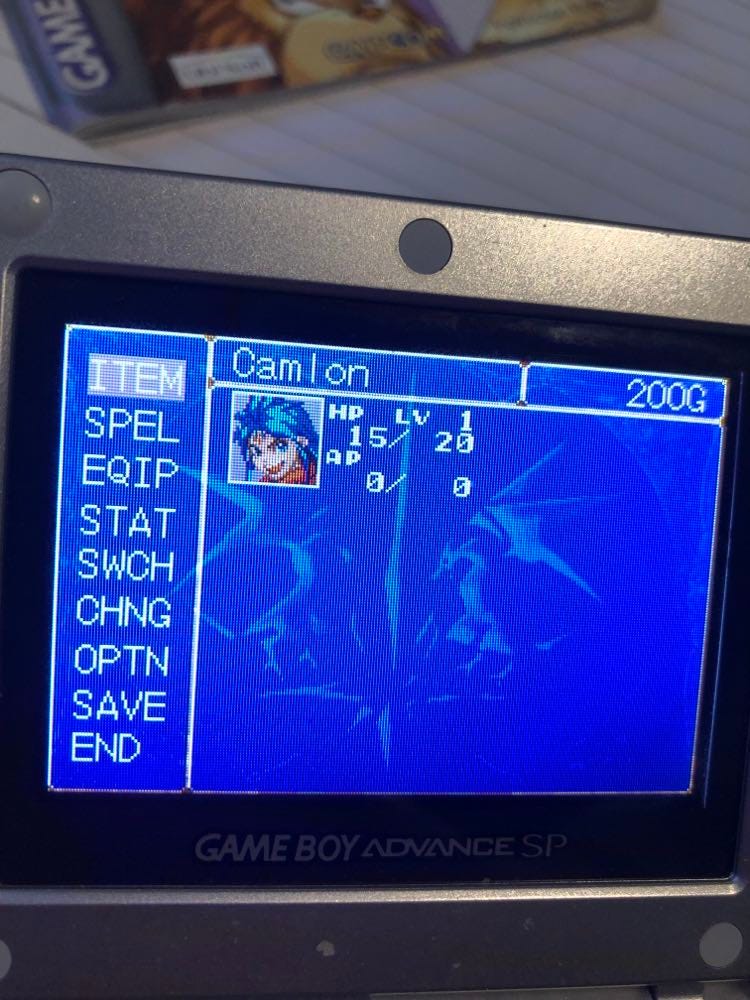 GAME
Camlon
200G
ITEM
SPEL
EQIP
STAT
SWCH
CHNG
OPTN
SAVE
END
HP LV 1
15/ 20
AP
0/ 0
GAME BOY ADVANCE SP